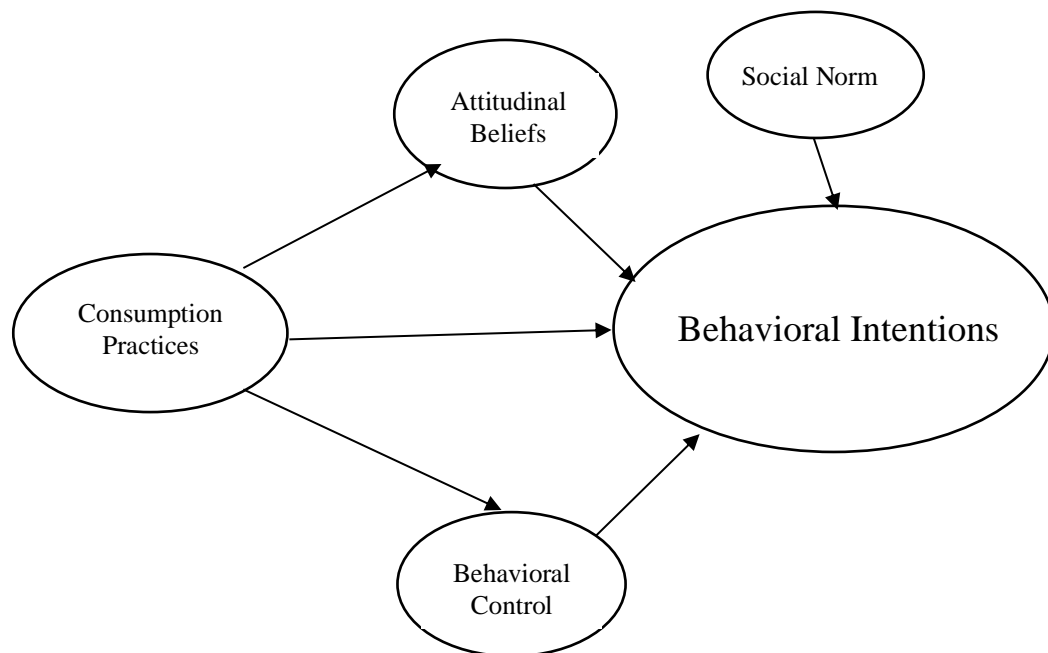 Social Norm
Attitudinal
Beliefs
Consumption
Practices
Behavioral Intentions
Behavioral
Control